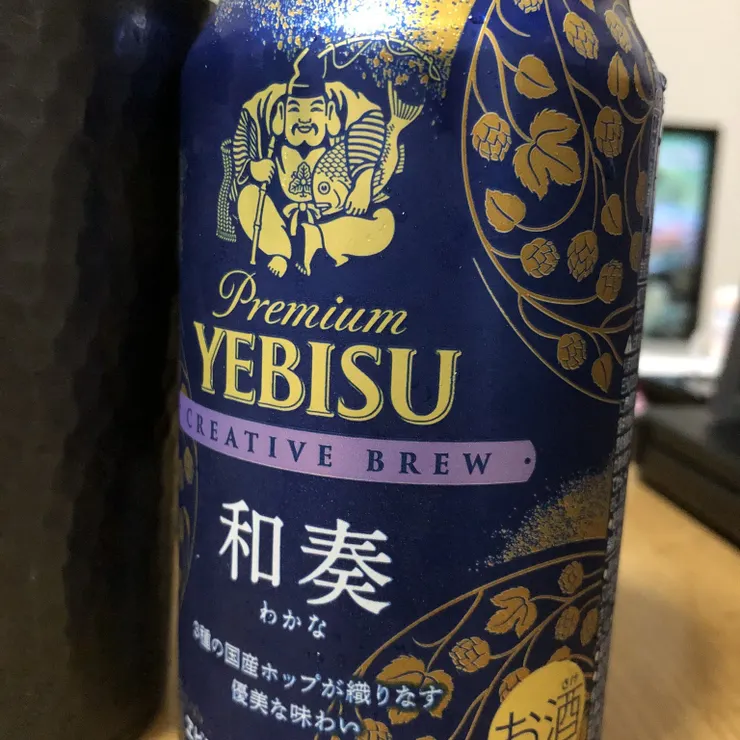 Premium
YEBISU
CREATIVE BREW
和奏
わかな
3種の国産ホップが織りなす
優美な味わい
お酒